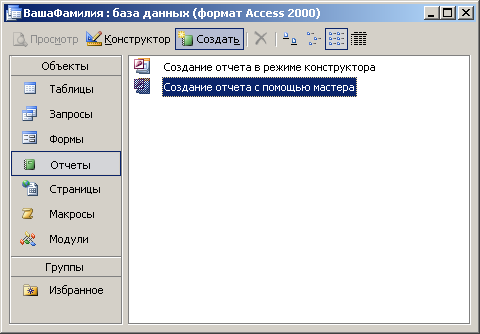 ВашаФамилия : база данных (формат Access 2000)
Просмотр Конструктор Создать
Объекты
Таблицы
Запросы
Формы
Отчеты
Страницы
Макросы
Модули
Группы
Избранное
Создание отчета в режиме конструктора
Создание отчета с помощью мастера